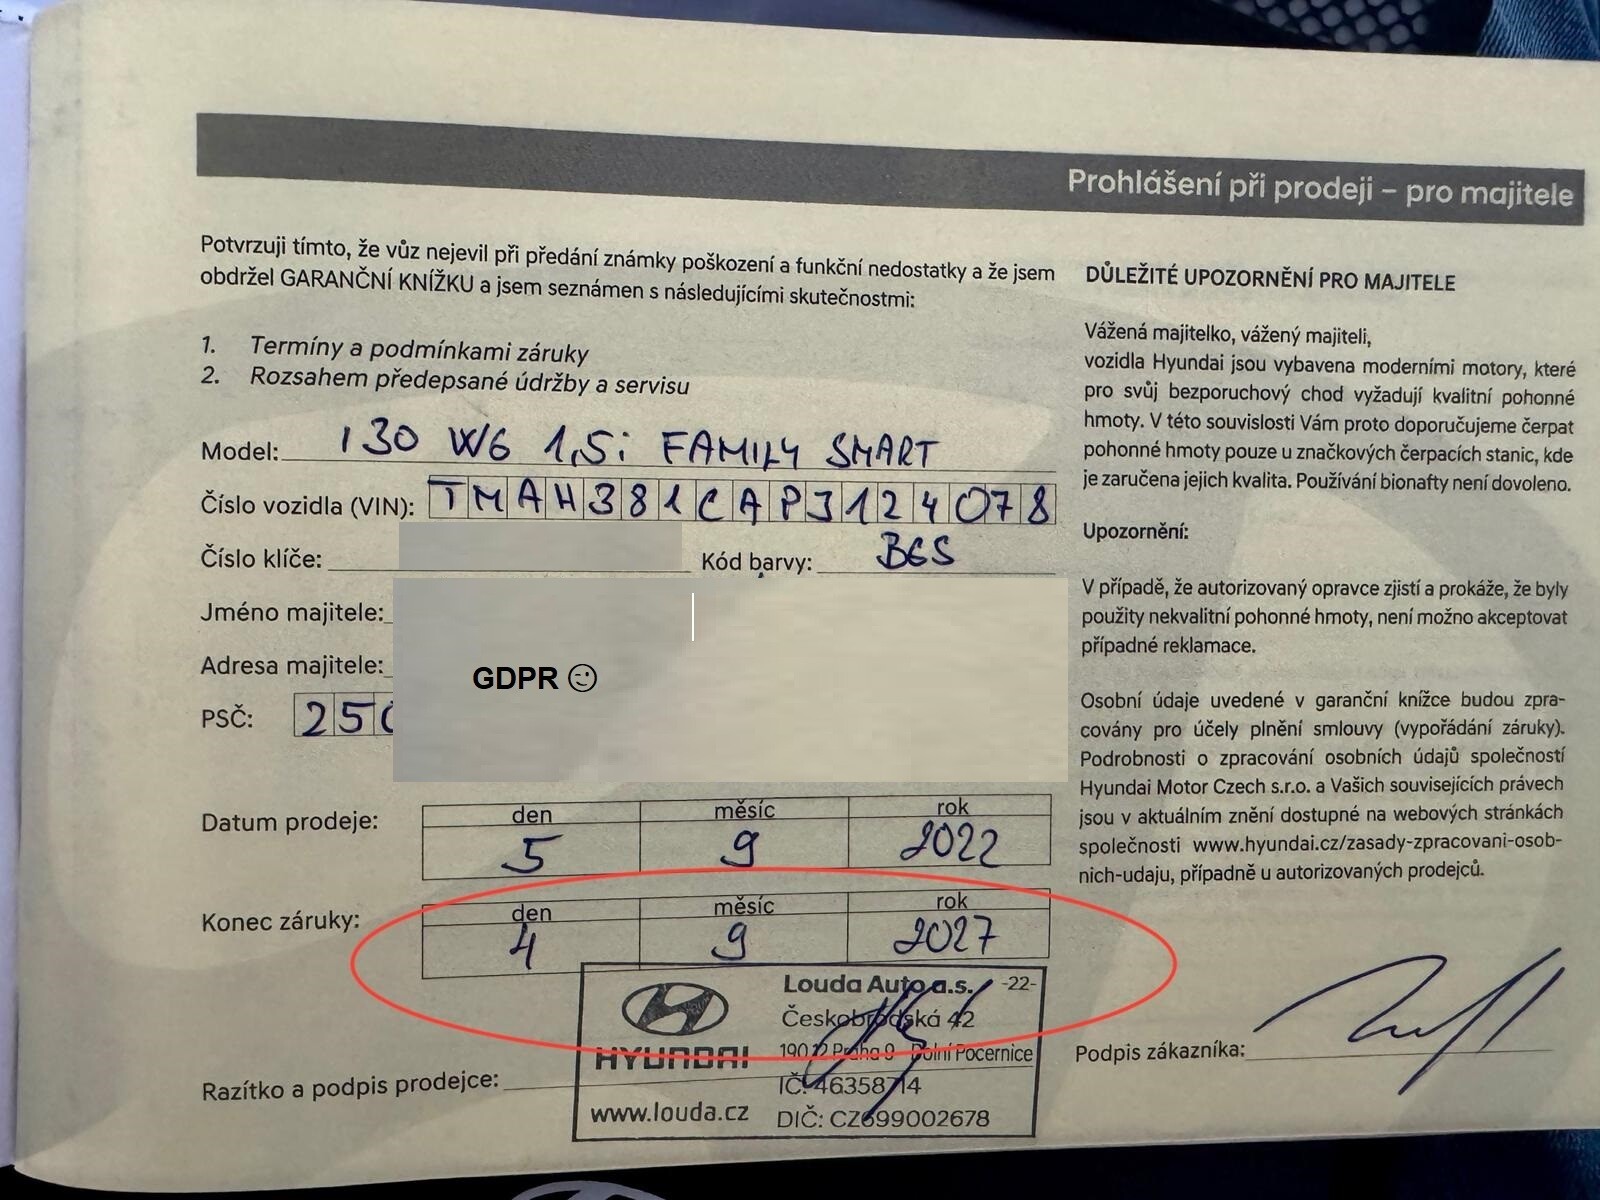 Prohlášení při prodeji – pro majitele
Potvrzuji tímto, že vůz nejevil při předání známky poškození a funkční nedostatky a že jsem
obdržel GARANČNÍ KNÍŽKU a jsem seznámen s následujícími skutečnostmi:
1. Termíny a podmínkami záruky
2. Rozsahem předepsané údržby a servisu
Model: i30 WG 1,5i FAMILY SMART
Číslo vozidla (VIN): TMAH381CAPJ124078
Číslo klíče:
Kód barvy: BGS
Jméno majitele:
Adresa majitele:
GDPR 😉
PSČ: 250
Datum prodeje:
den měsíc rok
5 9 2022
Konec záruky:
den měsíc rok
4 9 2027
Razítko a podpis prodejce:
HYUNDAI
www.louda.cz
Louda Auto a.s. -22-
Českobrodská 42
190 12 Praha 9 Dolní Pocernice
IČ: 46358714
DIČ: CZ699002678
DŮLEŽITÉ UPOZORNĚNÍ PRO MAJITELE
Vážená majitelko, vážený majiteli,
vozidla Hyundai jsou vybavena moderními motory, které
pro svůj bezporuchový chod vyžadují kvalitní pohonné
hmoty. V této souvislosti Vám proto doporučujeme čerpat
pohonné hmoty pouze u značkových čerpacích stanic, kde
je zaručena jejich kvalita. Používání bionafty není dovoleno.
Upozornění:
V případě, že autorizovaný opravce zjistí a prokáže, že byly
použity nekvalitní pohonné hmoty, není možno akceptovat
případné reklamace.
Osobní údaje uvedené v garanční knížce budou zpra-
covány pro účely plnění smlouvy (vypořádání záruky).
Podrobnosti o zpracování osobních údajů společností
Hyundai Motor Czech s.r.o. a Vašich souvisejících právech
jsou v aktuálním znění dostupné na webových stránkách
společnosti www.hyundai.cz/zasady-zpracovani-osob-
nich-udaju, případně u autorizovaných prodejců.
Podpis zákazníka: